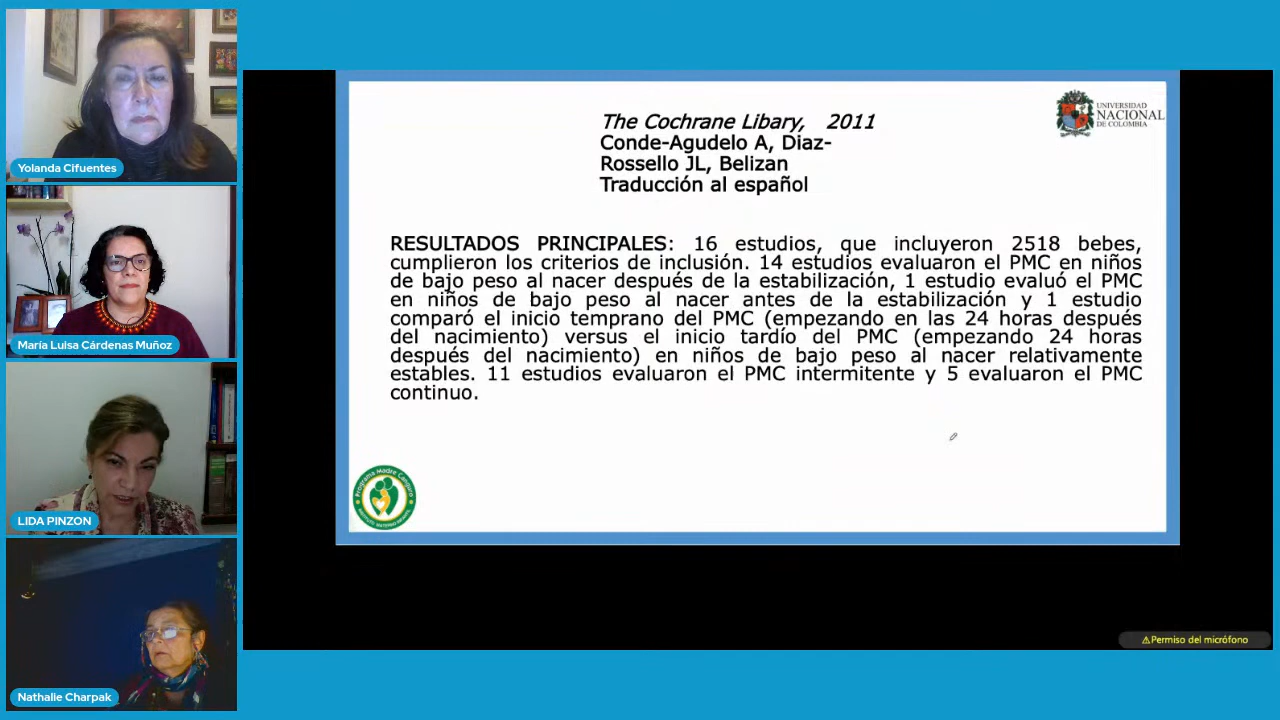 Yolanda Cifuentes
María Luisa Cárdenas Muñoz
LIDA PINZON
Nathalie Charpak
The Cochrane Libary, 2011
Conde-Agudelo A, Diaz-
Rossello JL, Belizan
Traducción al español
UNIVERSIDAD
NACIONAL
DE COLOMBIA
RESULTADOS PRINCIPALES: 16 estudios, que incluyeron 2518 bebes,
cumplieron los criterios de inclusión. 14 estudios evaluaron el PMC en niños
de bajo peso al nacer después de la estabilización, 1 estudio evaluó el PMC
en niños de bajo peso al nacer antes de la estabilización y 1 estudio
comparó el inicio temprano del PMC (empezando en las 24 horas después
del nacimiento) versus el inicio tardío del PMC (empezando 24 horas
después del nacimiento) en niños de bajo peso al nacer relativamente
estables. 11 estudios evaluaron el PMC intermitente y 5 evaluaron el PMC
continuo.
Programa Madre Canguro
INSTITUTO MATERNO INFANTIL
Permiso del micrófono